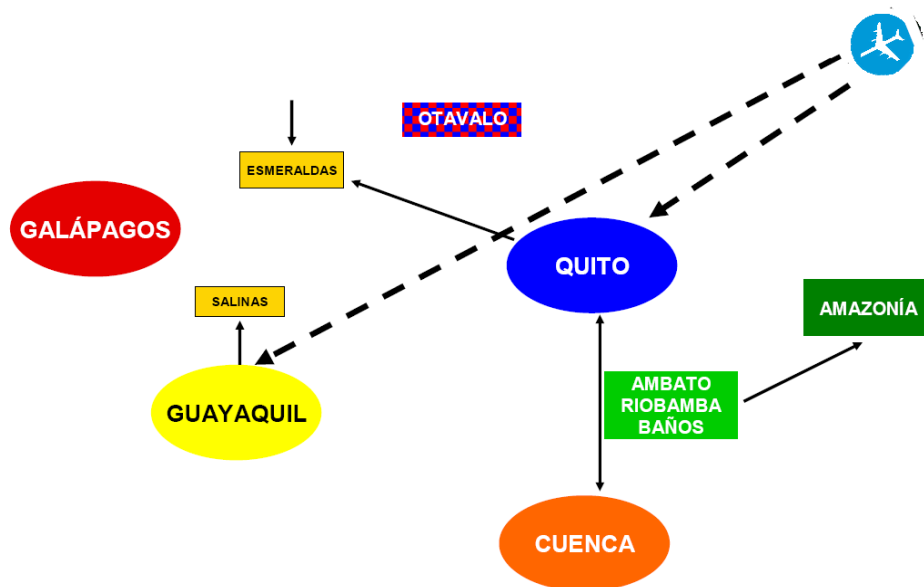 OTAVALO
ESMERALDAS
GALÁPAGOS
QUITO
SALINAS
AMAZONÍA
GUAYAQUIL
AMBATO
RIOBAMBA
BAÑOS
CUENCA